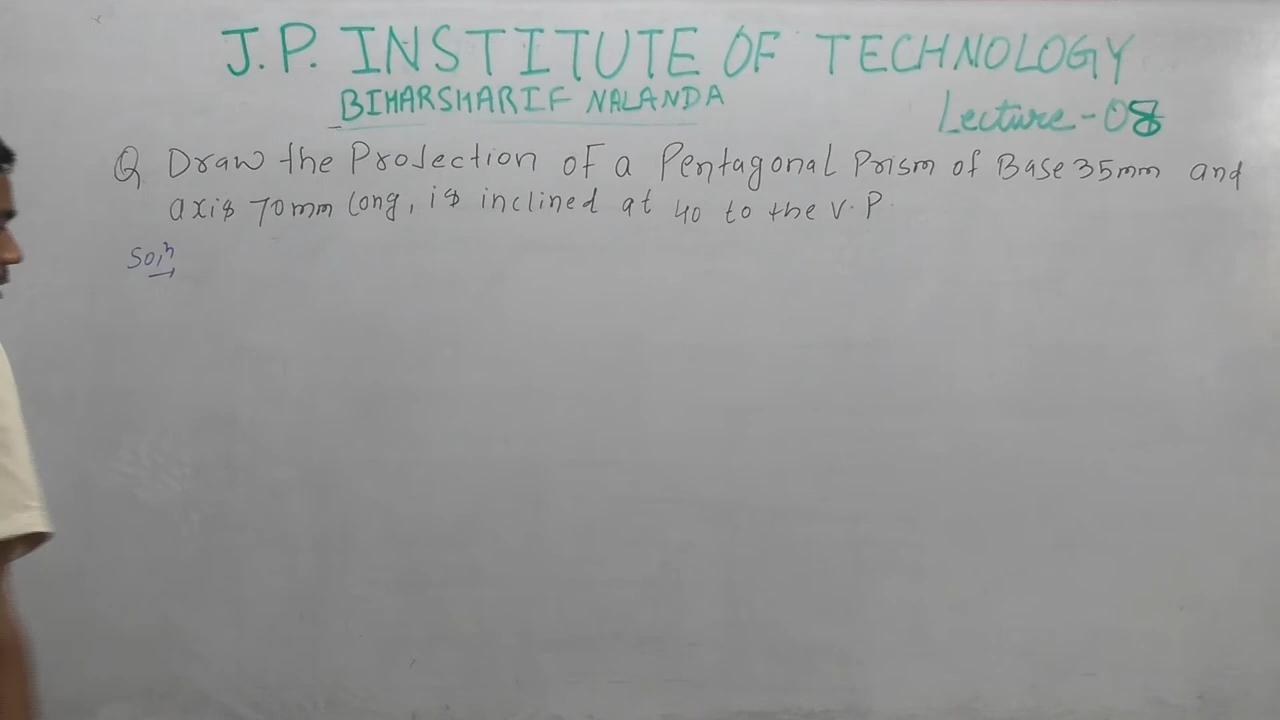 J.P. INSTITUTE OF TECHNOLOGY
BIHARSHARIF NALANDA
Lecture-08
Q Draw the Projection of a Pentagonal Prism of Base 35mm and
axis 70mm long, is inclined at 40 to the V.P.
Soln